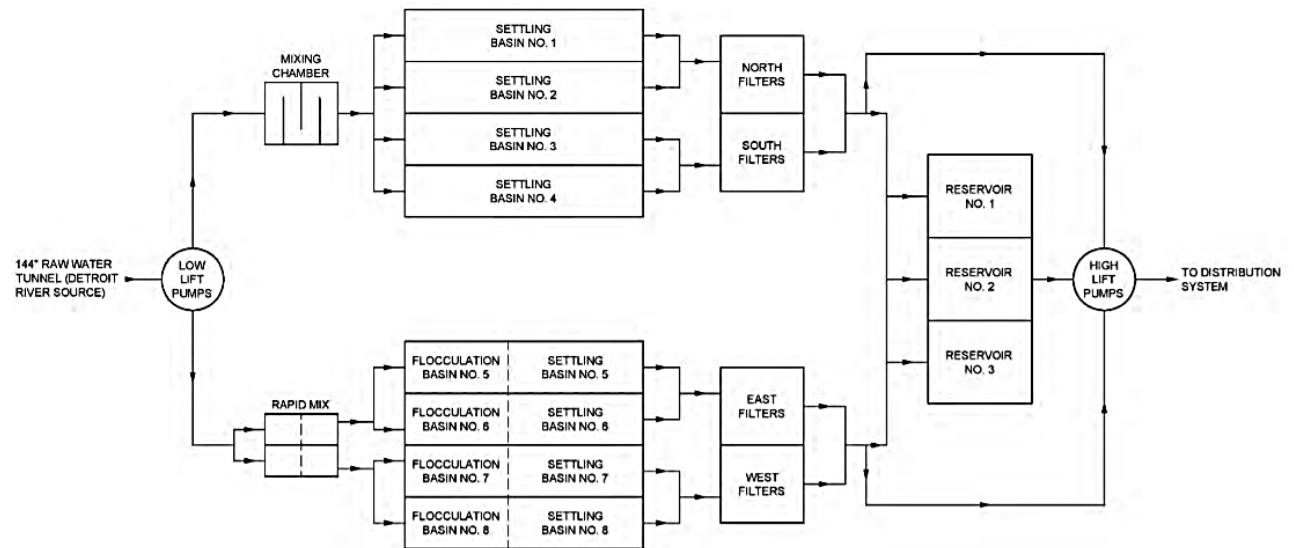 SETTLING
BASIN NO. 1
MIXING
CHAMBER
SETTLING
BASIN NO. 2
NORTH
FILTERS
SETTLING
BASIN NO. 3
SOUTH
FILTERS
SETTLING
BASIN NO. 4
RESERVOIR
NO. 1
144" RAW WATER
TUNNEL (DETROIT
RIVER SOURCE)
LOW
LIFT
PUMPS
RESERVOIR
NO. 2
HIGH
LIFT
PUMPS
TO DISTRIBUTION
SYSTEM
RESERVOIR
NO. 3
FLOCCULATION
BASIN NO. 5
SETTLING
BASIN NO. 5
RAPID MIX
FLOCCULATION
BASIN NO. 6
SETTLING
BASIN NO. 6
EAST
FILTERS
FLOCCULATION
BASIN NO. 7
SETTLING
BASIN NO. 7
WEST
FILTERS
FLOCCULATION
BASIN NO. 8
SETTLING
BASIN NO. 8